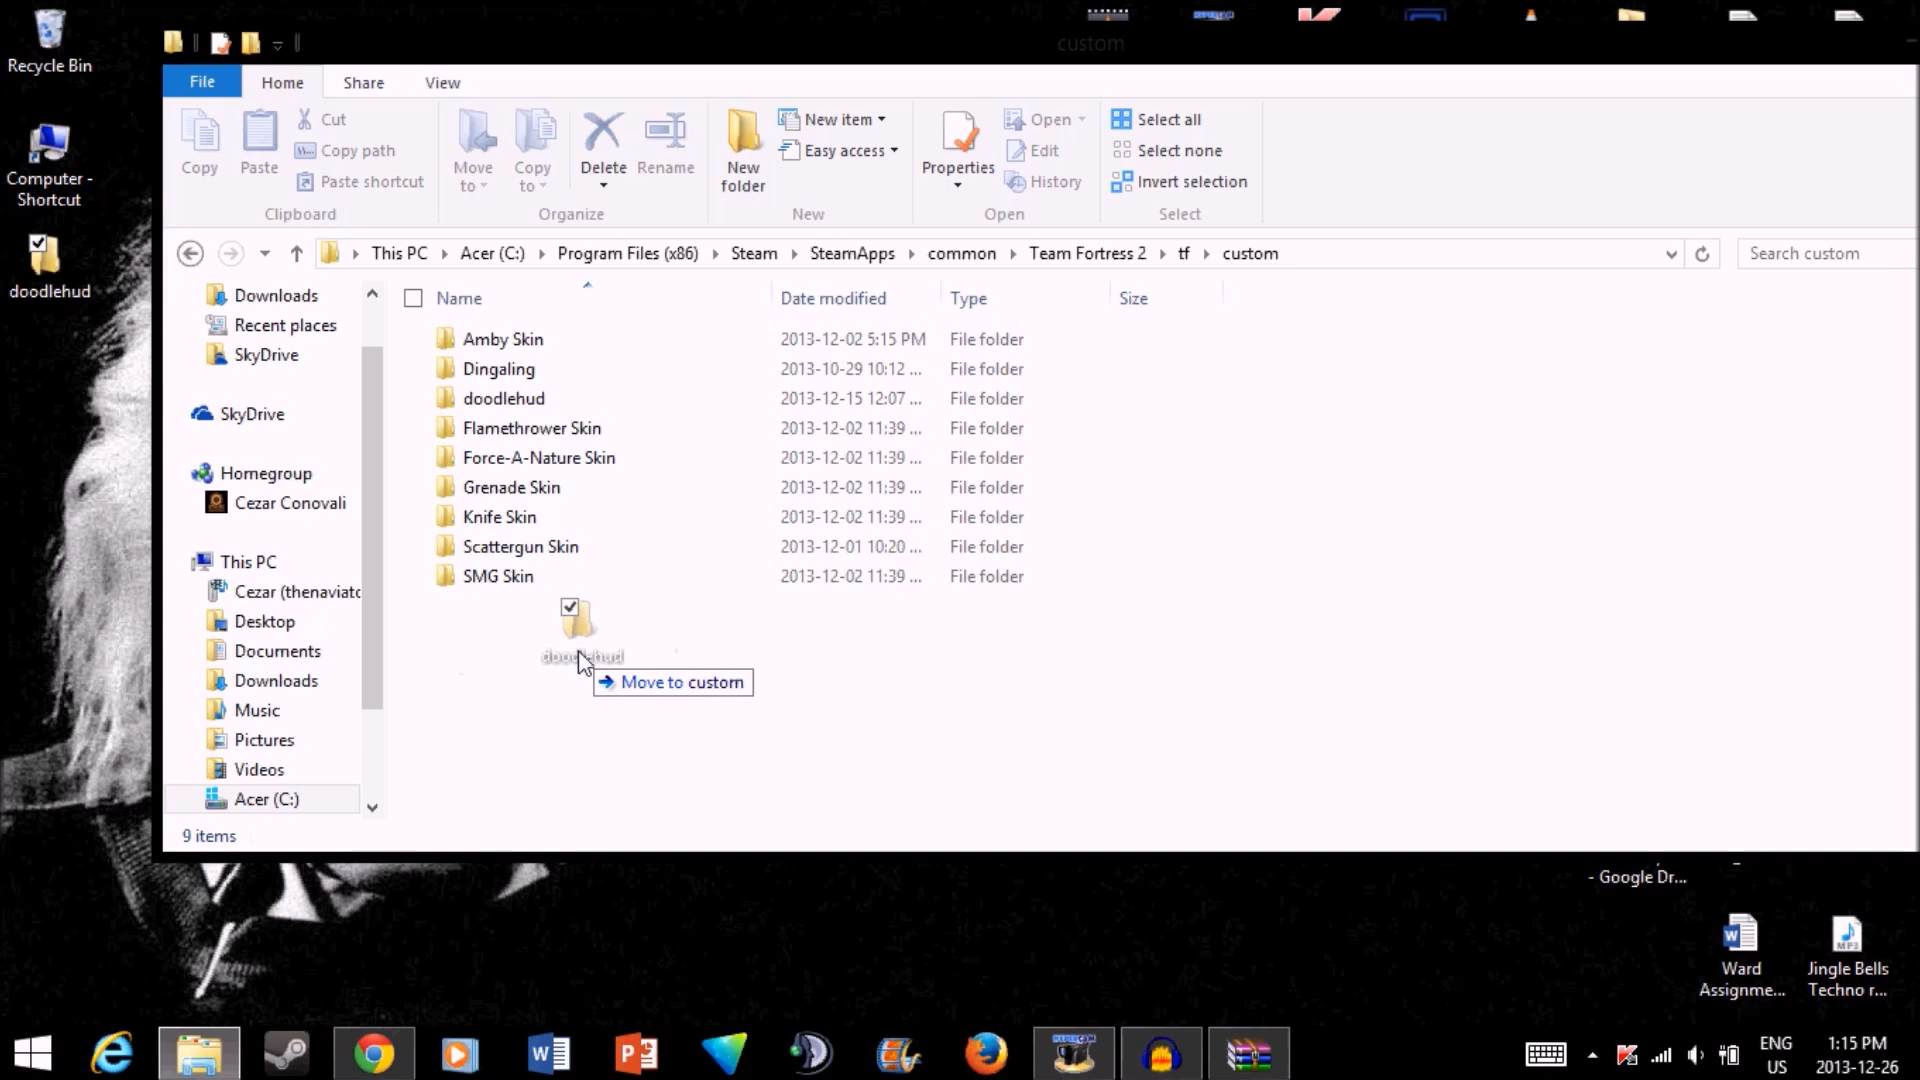 Recycle Bin
Computer -
Shortcut
doodlehud
custom
File
Home
Share
View
Copy
Paste
Cut
Copy path
Paste shortcut
Clipboard
Move
to
Copy
to
Delete
Rename
Organize
New
folder
New item
Easy access
New
Properties
Open
Edit
History
Open
Select all
Select none
Invert selection
Select
This PC
Acer (C:)
Program Files (x86)
Steam
SteamApps
common
Team Fortress 2
tf
custom
Search custom
Downloads
Recent places
SkyDrive
SkyDrive
Homegroup
Cezar Conovali
This PC
Cezar (thenaviato
Desktop
Documents
Downloads
Music
Pictures
Videos
Acer (C:)
Name Date modified Type Size
Amby Skin 2013-12-02 5:15 PM File folder
Dingaling 2013-10-29 10:12 ... File folder
doodlehud 2013-12-15 12:07 ... File folder
Flamethrower Skin 2013-12-02 11:39 ... File folder
Force-A-Nature Skin 2013-12-02 11:39 ... File folder
Grenade Skin 2013-12-02 11:39 ... File folder
Knife Skin 2013-12-02 11:39 ... File folder
Scattergun Skin 2013-12-01 10:20 ... File folder
SMG Skin 2013-12-02 11:39 ... File folder
doodlehud
Move to custom
9 items
- Google Dr...
Ward
Assignme...
MP3
Jingle Bells
Techno r...
ENG
US
1:15 PM
2013-12-26